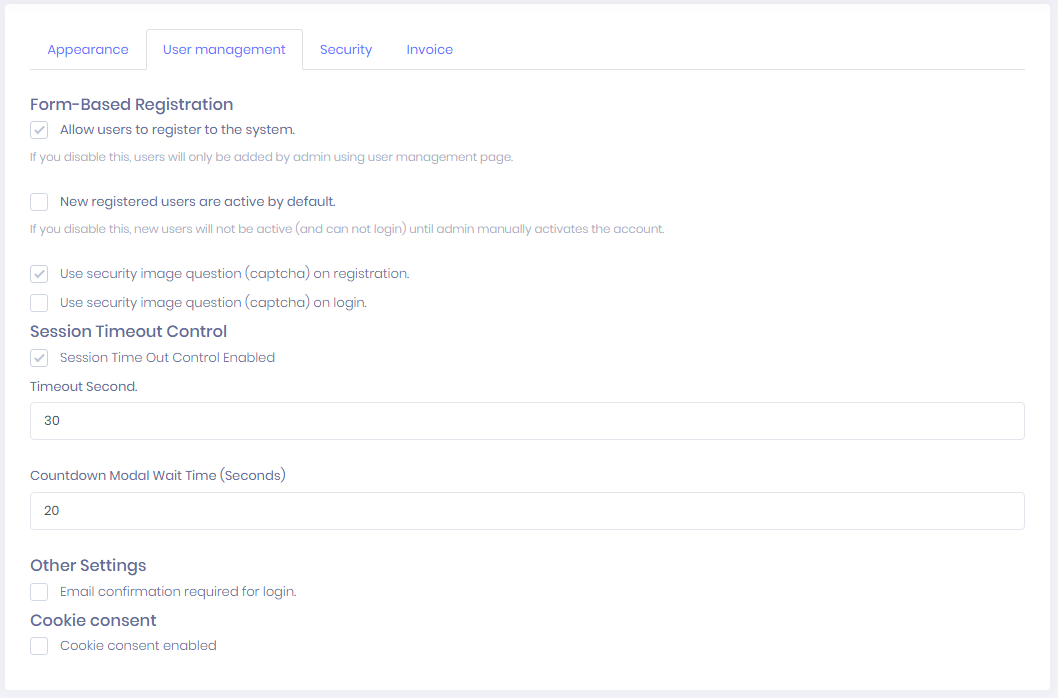 Appearance User management Security Invoice
Form-Based Registration
Allow users to register to the system.
If you disable this, users will only be added by admin using user management page.
New registered users are active by default.
If you disable this, new users will not be active (and can not login) until admin manually activates the account.
Use security image question (captcha) on registration.
Use security image question (captcha) on login.
Session Timeout Control
Session Time Out Control Enabled
Timeout Second.
30
Countdown Modal Wait Time (Seconds)
20
Other Settings
Email confirmation required for login.
Cookie consent
Cookie consent enabled